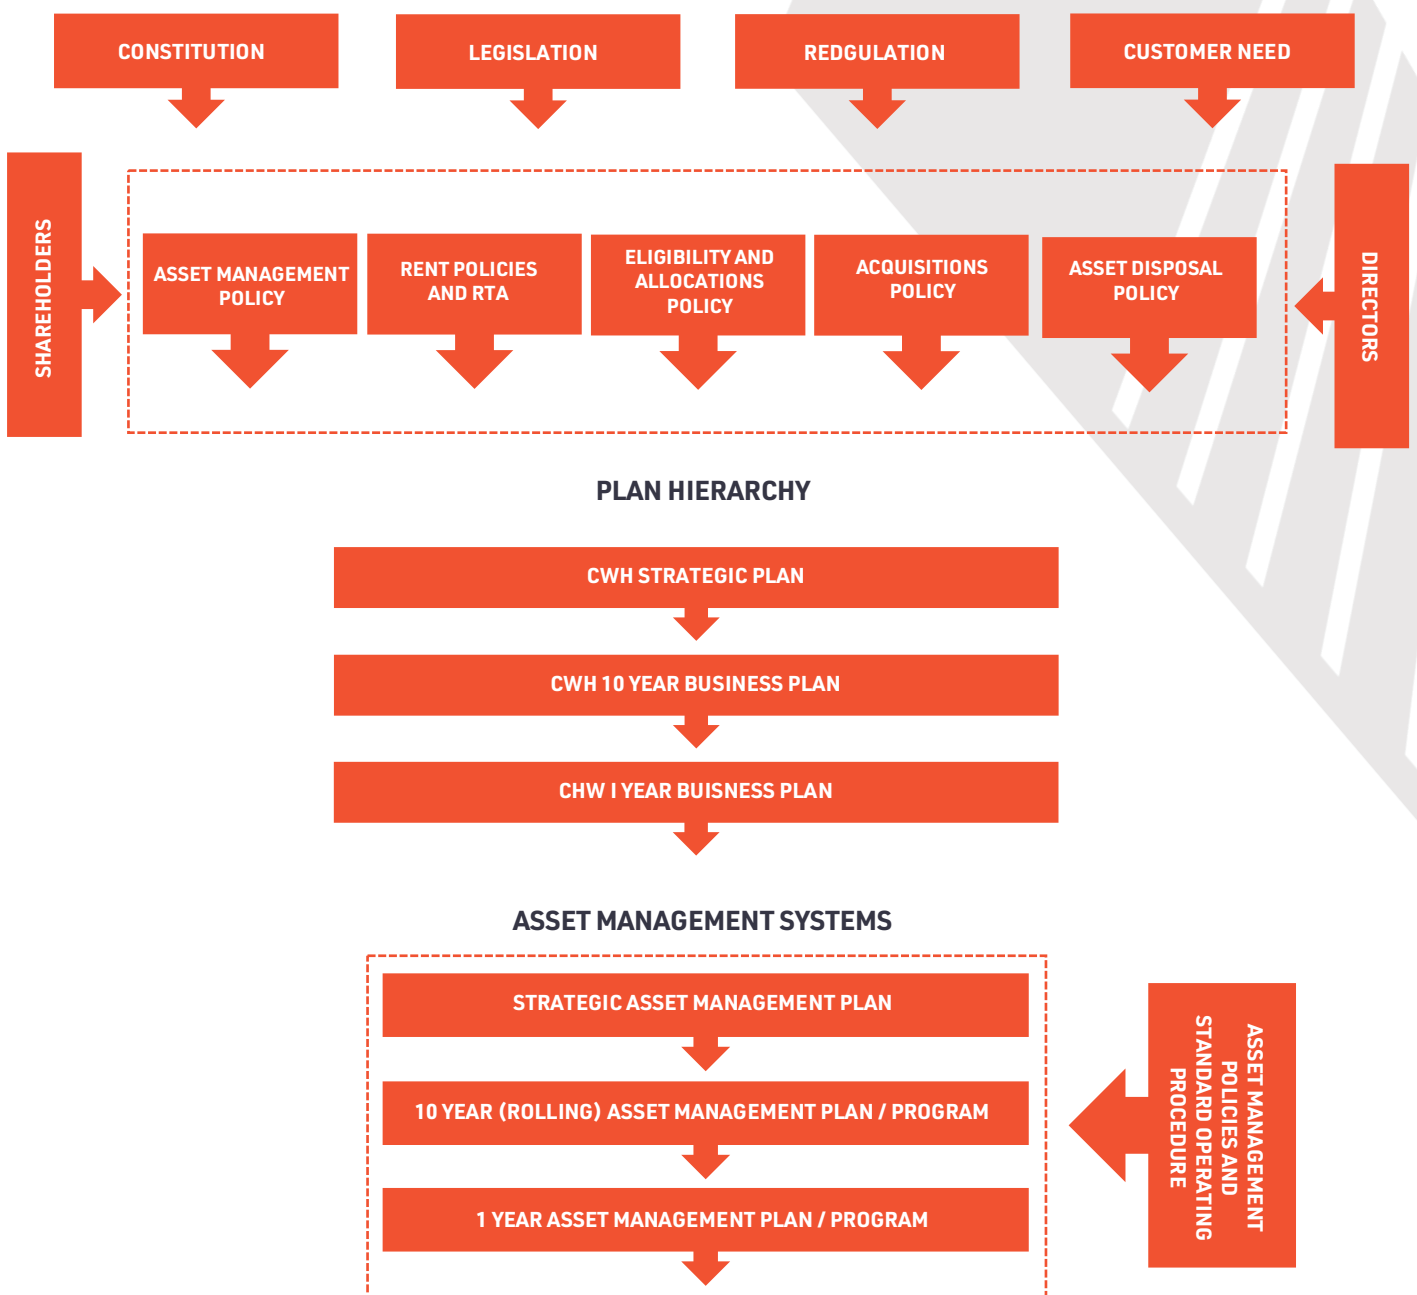 CONSTITUTION
LEGISLATION
REDGULATION
CUSTOMER NEED
SHAREHOLDERS
ASSET MANAGEMENT
POLICY
RENT POLICIES
AND RTA
ELIGIBILITY AND
ALLOCATIONS
POLICY
ACQUISITIONS
POLICY
ASSET DISPOSAL
POLICY
DIRECTORS
PLAN HIERARCHY
CWH STRATEGIC PLAN
CWH 10 YEAR BUSINESS PLAN
CHW I YEAR BUISNESS PLAN
ASSET MANAGEMENT SYSTEMS
STRATEGIC ASSET MANAGEMENT PLAN
10 YEAR (ROLLING) ASSET MANAGEMENT PLAN / PROGRAM
1 YEAR ASSET MANAGEMENT PLAN / PROGRAM
ASSET MANAGEMENT
POLICIES AND
STANDARD OPERATING
PROCEDURE